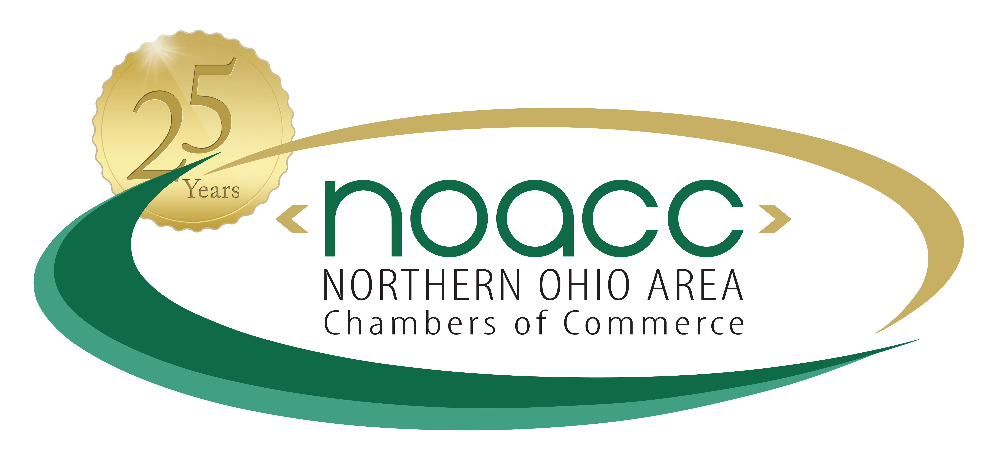 25
Years
noacc
NORTHERN OHIO AREA
Chambers of Commerce